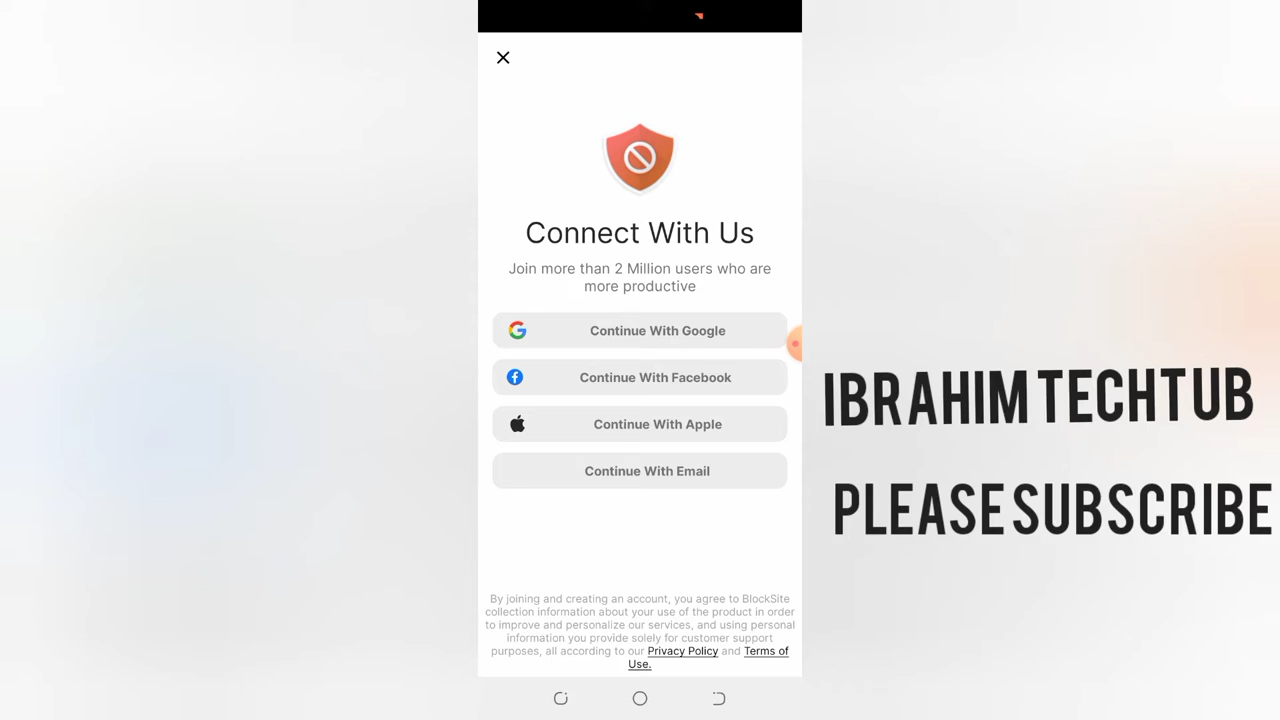 Connect With Us
Join more than 2 Million users who are
more productive
Continue With Google
Continue With Facebook
Continue With Apple
Continue With Email
By joining and creating an account, you agree to BlockSite
collection information about your use of the product in order
to improve and personalize our services, and using personal
information you provide solely for customer support
purposes, all according to our Privacy Policy and Terms of
Use.
IBRAHIM TECHTUB
PLEASE SUBSCRIBE